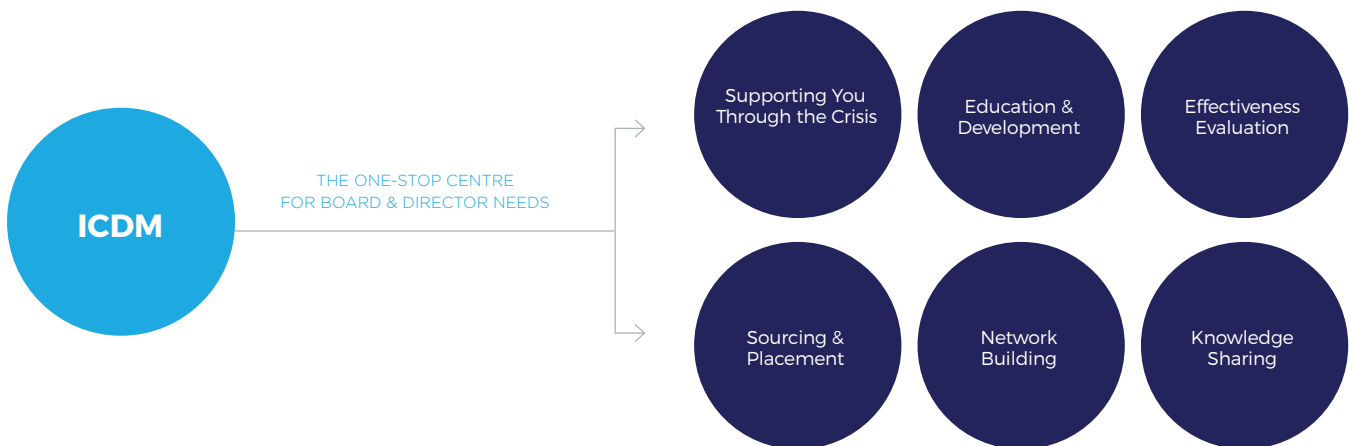 ICDM
THE ONE-STOP CENTRE
FOR BOARD & DIRECTOR NEEDS
Supporting You
Through the Crisis
Education &
Development
Effectiveness
Evaluation
Sourcing &
Placement
Network
Building
Knowledge
Sharing